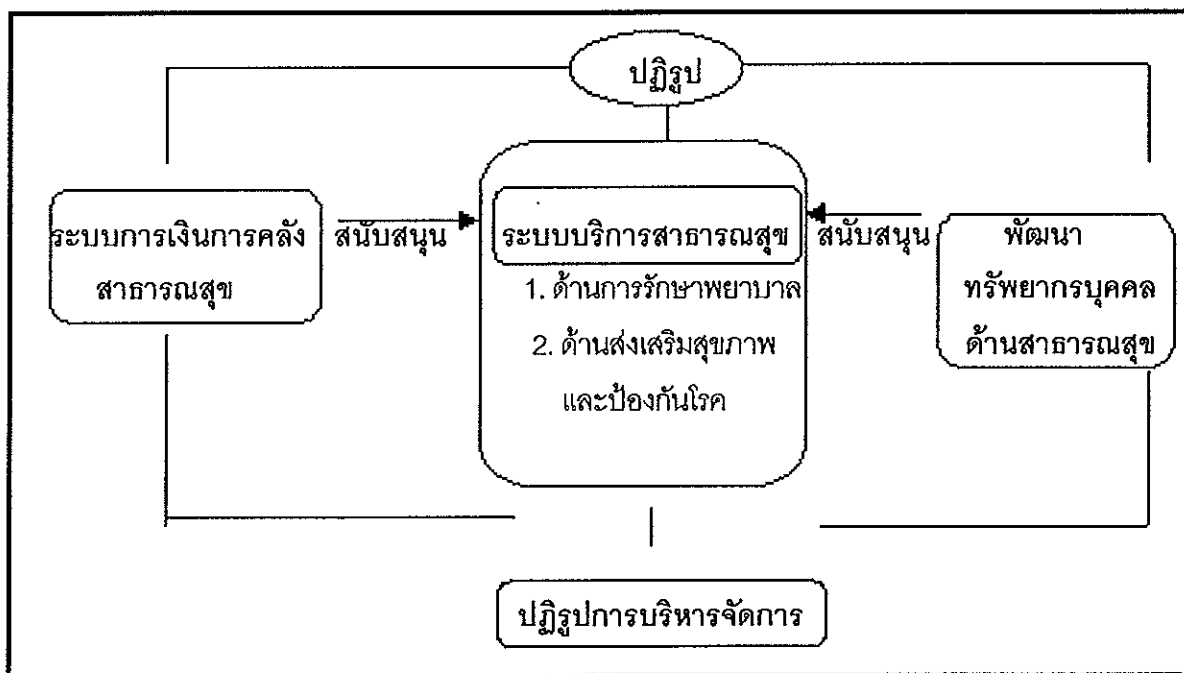 ปฏิรูป
ระบบการเงินการคลัง
สาธารณสุข
สนับสนุน
ระบบบริการสาธารณสุข
1. ด้านการรักษาพยาบาล
2. ด้านส่งเสริมสุขภาพ
และป้องกันโรค
สนับสนุน
พัฒนา
ทรัพยากรบุคคล
ด้านสาธารณสุข
ปฏิรูปการบริหารจัดการ